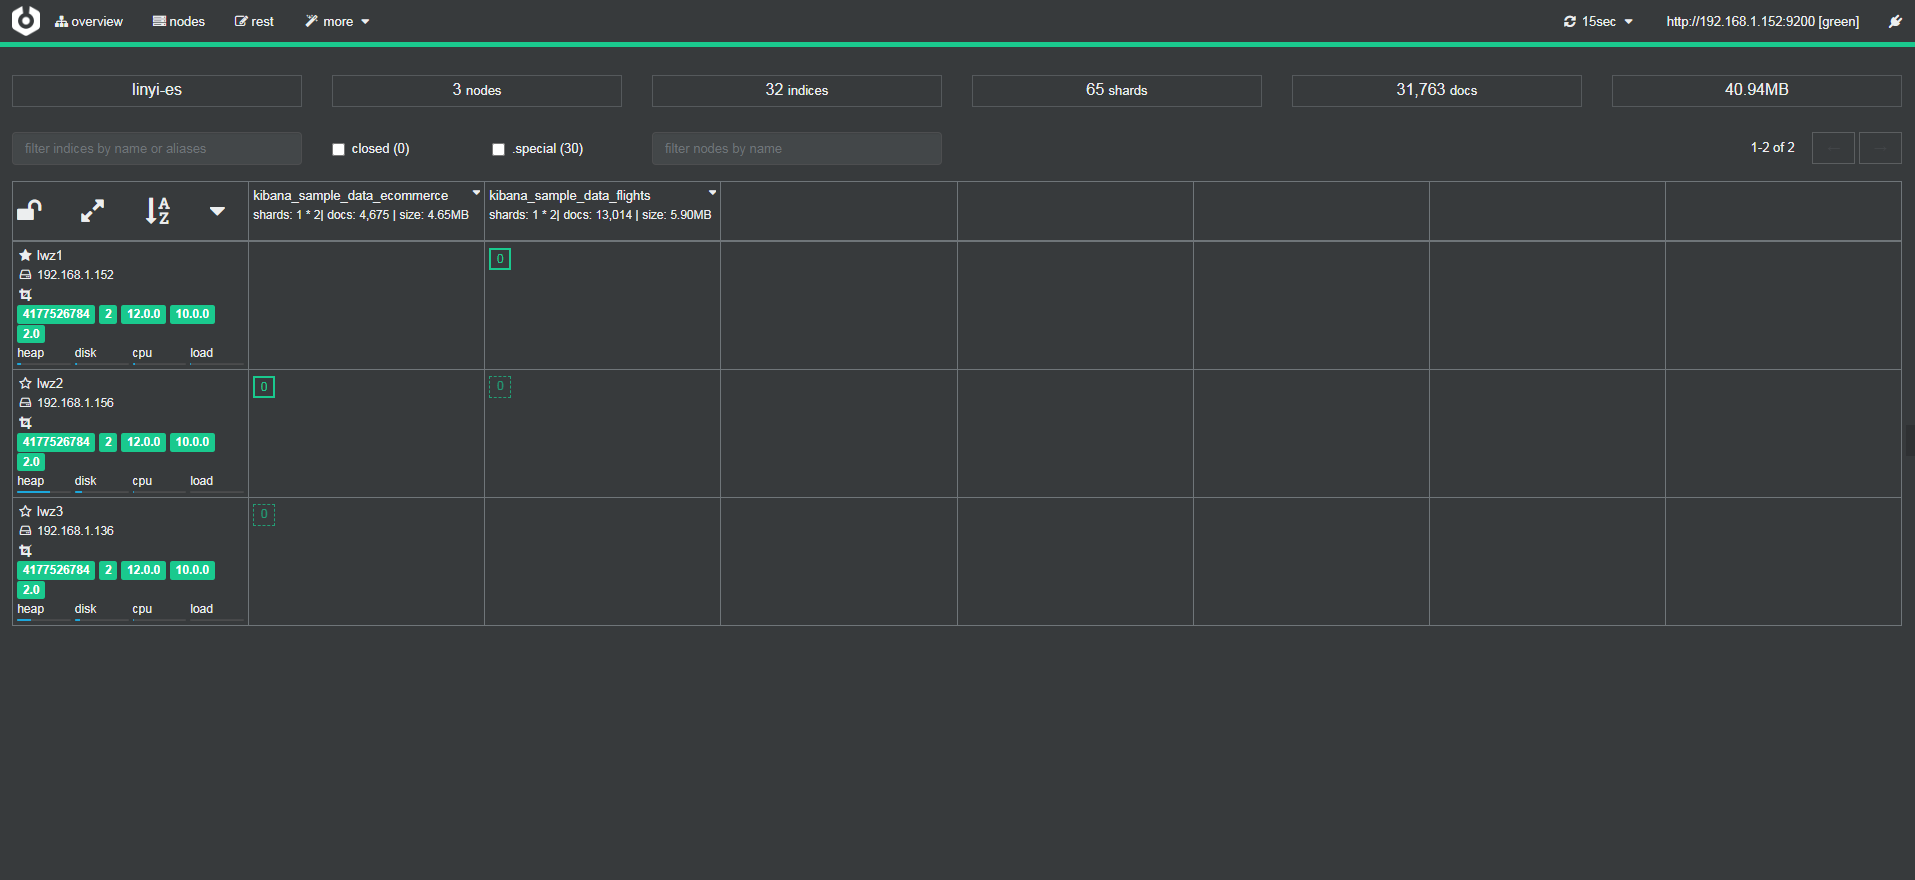 overview nodes rest more 15sec http://192.168.1.152:9200 [green]
linyi-es 3 nodes 32 indices 65 shards 31,763 docs 40.94MB
filter indices by name or aliases closed (0) .special (30) filter nodes by name 1-2 of 2
A
Z
kibana_sample_data_ecommerce
shards: 1 * 2| docs: 4,675 | size: 4.65MB
kibana_sample_data_flights
shards: 1 * 2| docs: 13,014 | size: 5.90MB
lwz1
192.168.1.152
4177526784 2 12.0.0 10.0.0
2.0
heap disk cpu load
0
lwz2
192.168.1.156
4177526784 2 12.0.0 10.0.0
2.0
heap disk cpu load
0 0
lwz3
192.168.1.136
4177526784 2 12.0.0 10.0.0
2.0
heap disk cpu load
0